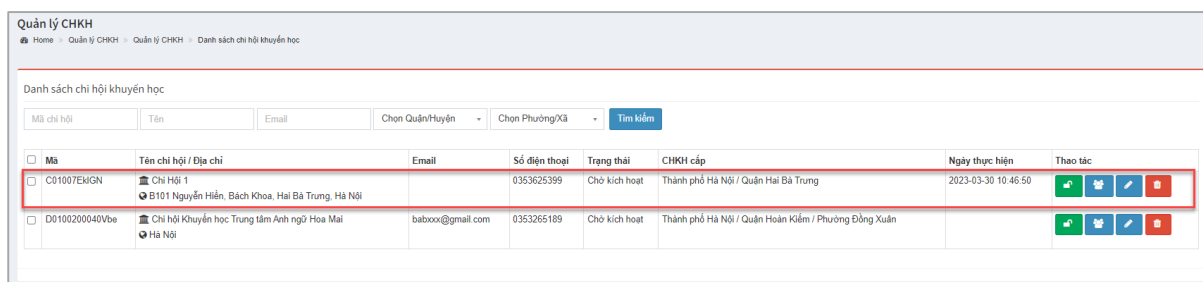 Quản lý CHKH
Home > Quản lý CHKH > Quản lý CHKH > Danh sách chi hội khuyến học
Danh sách chi hội khuyến học
Mã chi hội Tên Email Chọn Quận/Huyện Chọn Phường/Xã Tìm kiếm
Mã Tên chi hội / Địa chỉ Email Số điện thoại Trạng thái CHKH cấp Ngày thực hiện Thao tác
C01007EklGN Chi Hội 1 0353625399 Chờ kích hoạt Thành phố Hà Nội / Quận Hai Bà Trưng 2023-03-30 10:46:50
B101 Nguyễn Hiền, Bách Khoa, Hai Bà Trưng, Hà Nội
D0100200040Vbe Chi hội Khuyến học Trung tâm Anh ngữ Hoa Mai babxxx@gmail.com 0353265189 Chờ kích hoạt Thành phố Hà Nội / Quận Hoàn Kiếm / Phường Đồng Xuân
Hà Nội